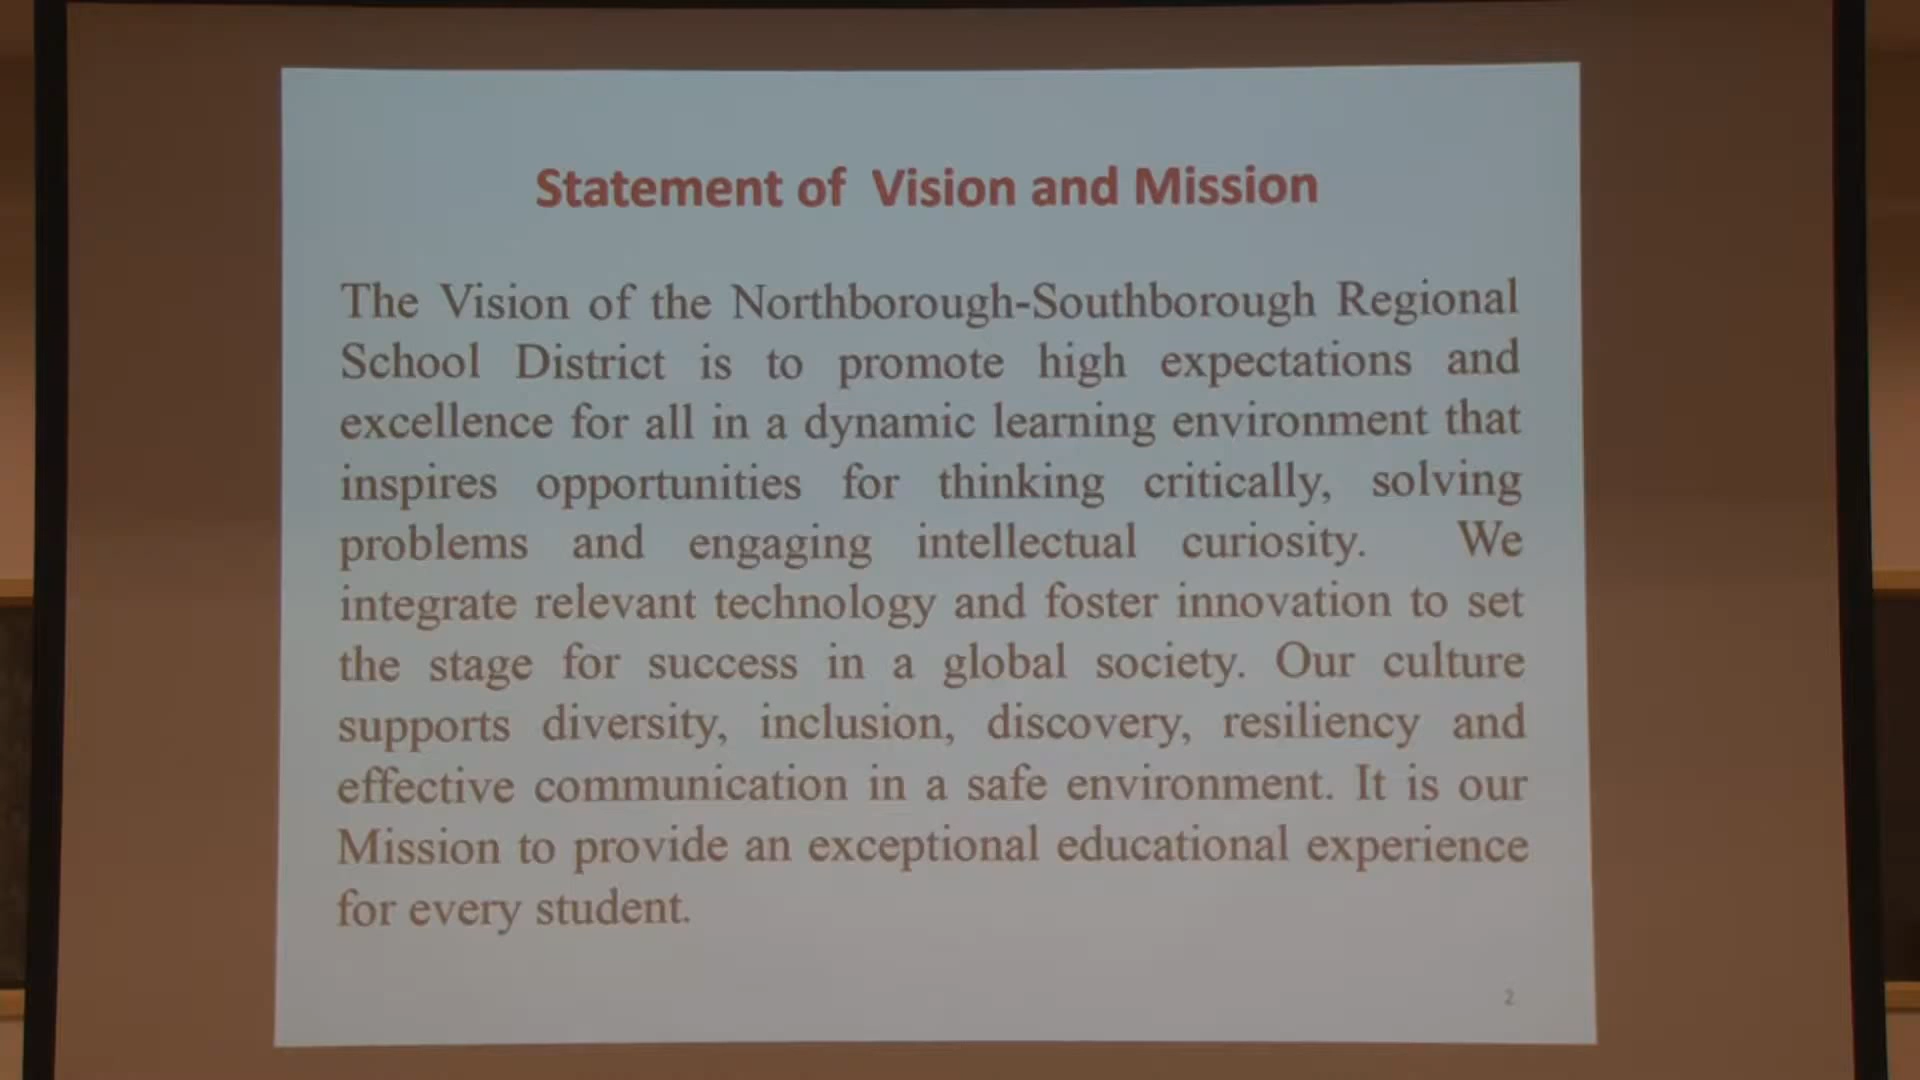 Statement of Vision and Mission
The Vision of the Northborough-Southborough Regional
School District is to promote high expectations and
excellence for all in a dynamic learning environment that
inspires opportunities for thinking critically, solving
problems and engaging intellectual curiosity. We
integrate relevant technology and foster innovation to set
the stage for success in a global society. Our culture
supports diversity, inclusion, discovery, resiliency and
effective communication in a safe environment. It is our
Mission to provide an exceptional educational experience
for every student.
2